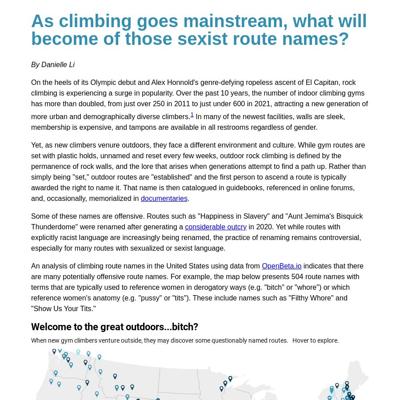 As climbing goes mainstream, what will
become of those sexist route names?
By Danielle Li
On the heels of its Olympic debut and Alex Honnold's genre-defying ropeless ascent of El Capitan, rock
climbing is experiencing a surge in popularity. Over the past 10 years, the number of indoor climbing gyms
has more than doubled, from just over 250 in 2011 to just under 600 in 2021, attracting a new generation of
more urban and demographically diverse climbers.1 In many of the newest facilities, walls are sleek,
membership is expensive, and tampons are available in all restrooms regardless of gender.
Yet, as new climbers venture outdoors, they face a different environment and culture. While gym routes are
set with plastic holds, unnamed and reset every few weeks, outdoor rock climbing is defined by the
permanence of rock walls, and the lore that arises when generations attempt to find a path up. Rather than
simply being "set," outdoor routes are "established" and the first person to ascend a route is typically
awarded the right to name it. That name is then catalogued in guidebooks, referenced in online forums,
and, occasionally, memorialized in documentaries.
Some of these names are offensive. Routes such as "Happiness in Slavery" and "Aunt Jemima's Bisquick
Thunderdome" were renamed after generating a considerable outcry in 2020. Yet while routes with
explicitly racist language are increasingly being renamed, the practice of renaming remains controversial,
especially for many routes with sexualized or sexist language.
An analysis of climbing route names in the United States using data from OpenBeta.io indicates that there
are many potentially offensive route names. For example, the map below presents 504 route names with
terms that are typically used to reference women in derogatory ways (e.g. "bitch" or "whore") or which
reference women's anatomy (e.g. "pussy" or "tits"). These include names such as "Filthy Whore" and
"Show Us Your Tits."
Welcome to the great outdoors...bitch?
When new gym climbers venture outside, they may discover some questionably named routes. Hover to explore.